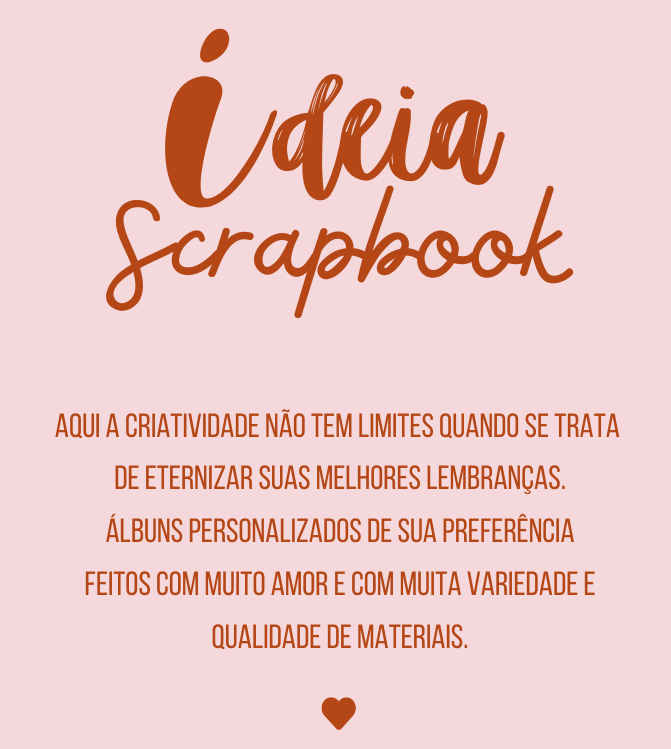 ideia
Scrapbook
AQUI A CRIATIVIDADE NÃO TEM LIMITES QUANDO SE TRATA
DE ETERNIZAR SUAS MELHORES LEMBRANÇAS.
ÁLBUNS PERSONALIZADOS DE SUA PREFERÊNCIA
FEITOS COM MUITO AMOR E COM MUITA VARIEDADE E
QUALIDADE DE MATERIAIS.